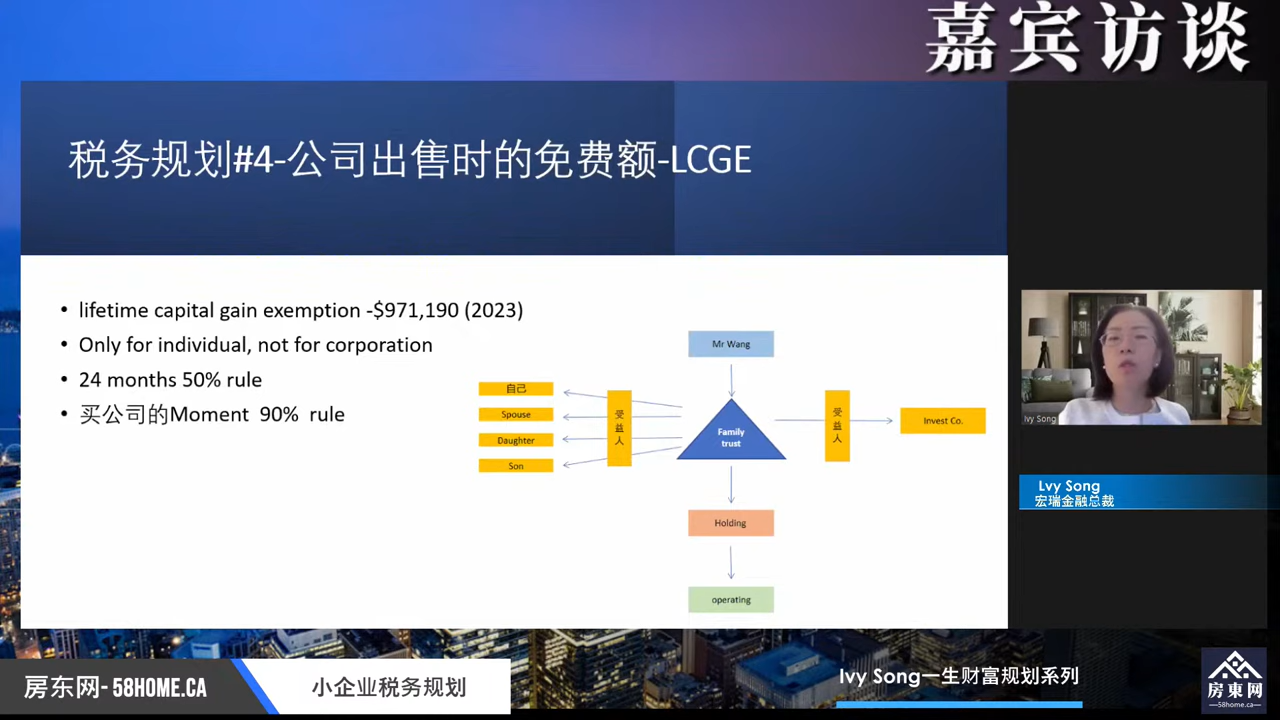 嘉宾访谈
税务规划#4-公司出售时的免费额-LCGE
• lifetime capital gain exemption -$971,190 (2023)
• Only for individual, not for corporation
• 24 months 50% rule
• 买公司的Moment 90% rule
Mr Wang
自己
Spouse
Daughter
Son
受益人
Family
trust
受益人
Invest Co.
Holding
operating
Ivy Song
Lvy Song
宏瑞金融总裁
房东网- 58HOME.CA
小企业税务规划
Ivy Song一生财富规划系列
房東网
—58home.ca—